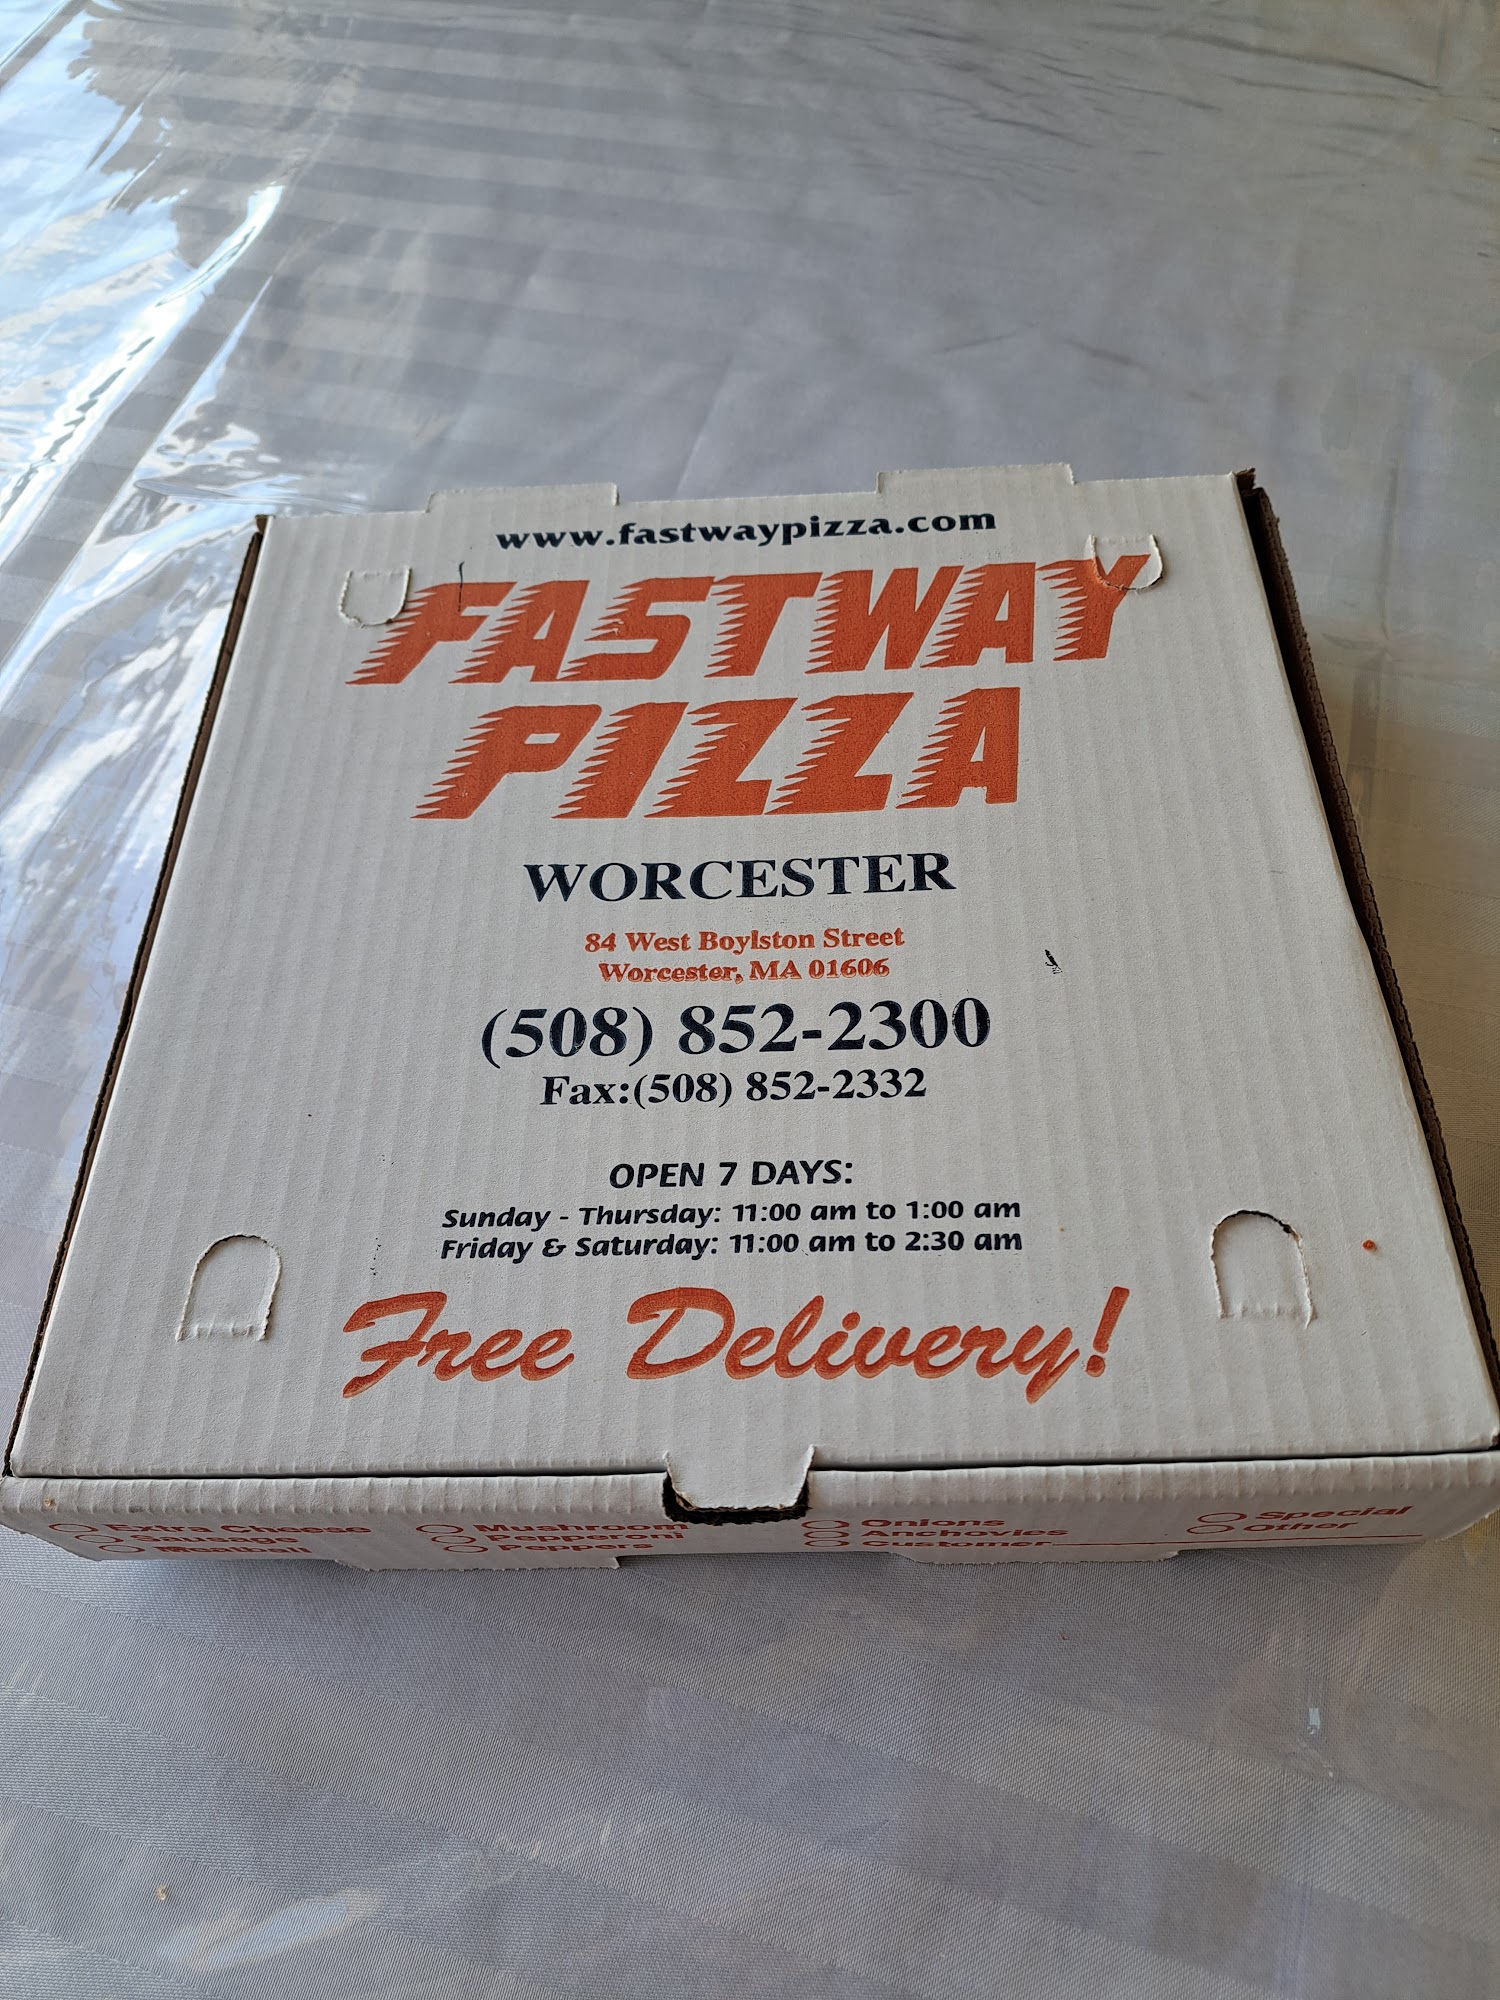 www.fastwaypizza.com
FASTWAY
PIZZA
WORCESTER
84 West Boylston Street
Worcester, MA 01606
(508) 852-2300
Fax:(508) 852-2332
OPEN 7 DAYS:
Sunday - Thursday: 11:00 am to 1:00 am
Friday & Saturday: 11:00 am to 2:30 am
Free Delivery!
Extra Cheese Mushroom Onions Special
Sausage Pepperoni Anchovies Other
Peppers Customer